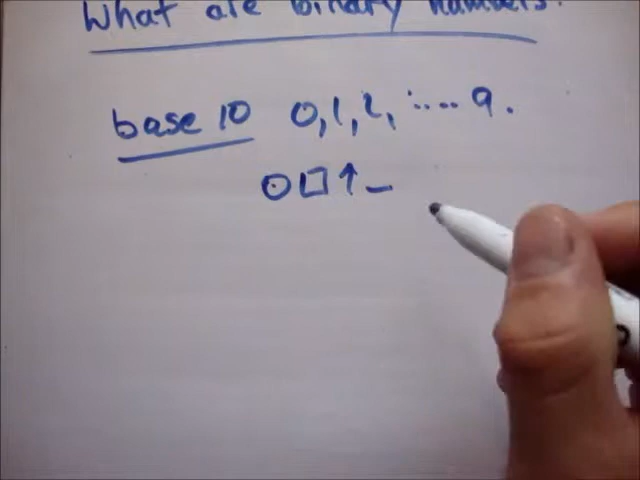 What are binary numbers?
base 10 0, 1, 2, ..... 9.